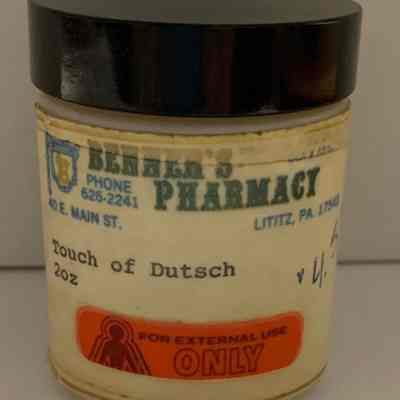 BENNER'S
PHARMACY
PHONE
626-2241
40 E. MAIN ST.
LITITZ, PA. 17543
Touch of Dutsch
2oz
FOR EXTERNAL USE
ONLY